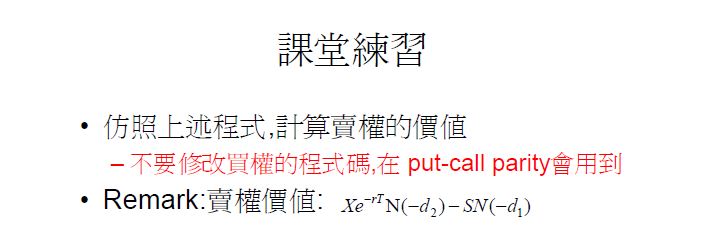 課堂練習
• 仿照上述程式,計算賣權的價值
– 不要修改買權的程式碼,在 put-call parity會用到
• Remark:賣權價值: Xe^{-rT}N(-d_2) - SN(-d_1)